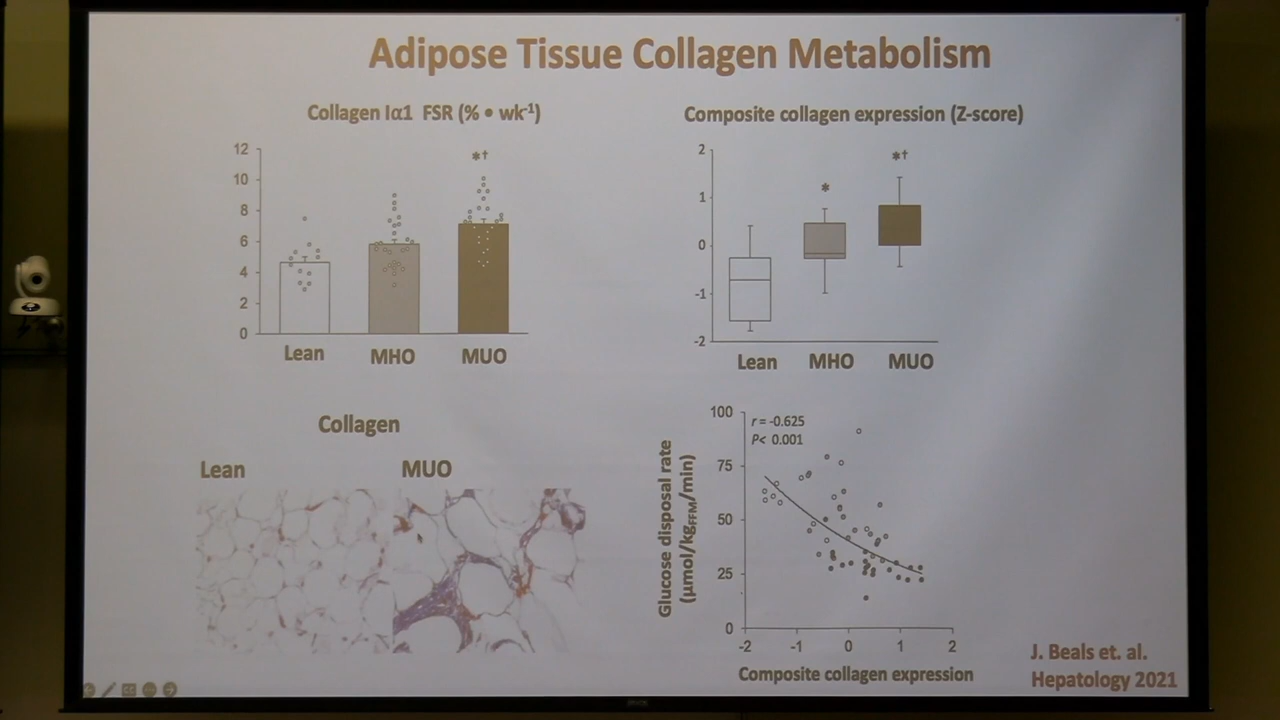 Adipose Tissue Collagen Metabolism
Collagen Iα1 FSR (% • wk-1)
12
10
8
6
4
2
0
*†
Lean
MHO
MUO
Composite collagen expression (Z-score)
2
1
0
-1
-2
*
*†
Lean
MHO
MUO
Collagen
Lean
MUO
Glucose disposal rate
(µmol/kgFFM/min)
100
75
50
25
0
r = -0.625
P< 0.001
-2
-1
0
1
2
Composite collagen expression
J. Beals et. al.
Hepatology 2021